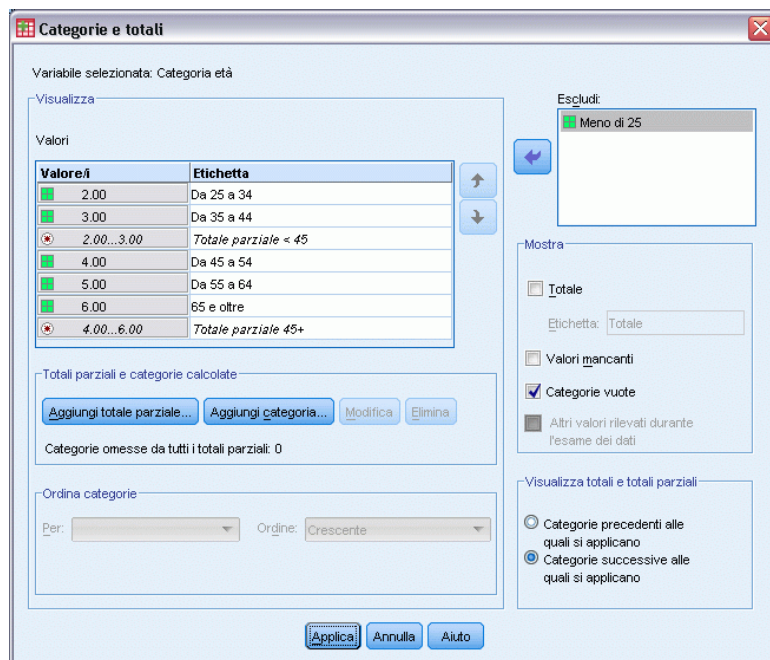 Categorie e totali
Variabile selezionata: Categoria età
Visualizza
Valori
Valore/i Etichetta
2.00 Da 25 a 34
3.00 Da 35 a 44
2.00...3.00 Totale parziale < 45
4.00 Da 45 a 54
5.00 Da 55 a 64
6.00 65 e oltre
4.00...6.00 Totale parziale 45+
Totali parziali e categorie calcolate
Aggiungi totale parziale... Aggiungi categoria... Modifica Elimina
Categorie omesse da tutti i totali parziali: 0
Ordina categorie
Per: Ordine: Crescente
Escludi:
Meno di 25
Mostra
Totale
Etichetta: Totale
Valori mancanti
Categorie vuote
Altri valori rilevati durante
l'esame dei dati
Visualizza totali e totali parziali
Categorie precedenti alle
quali si applicano
Categorie successive alle
quali si applicano
Applica Annulla Aiuto